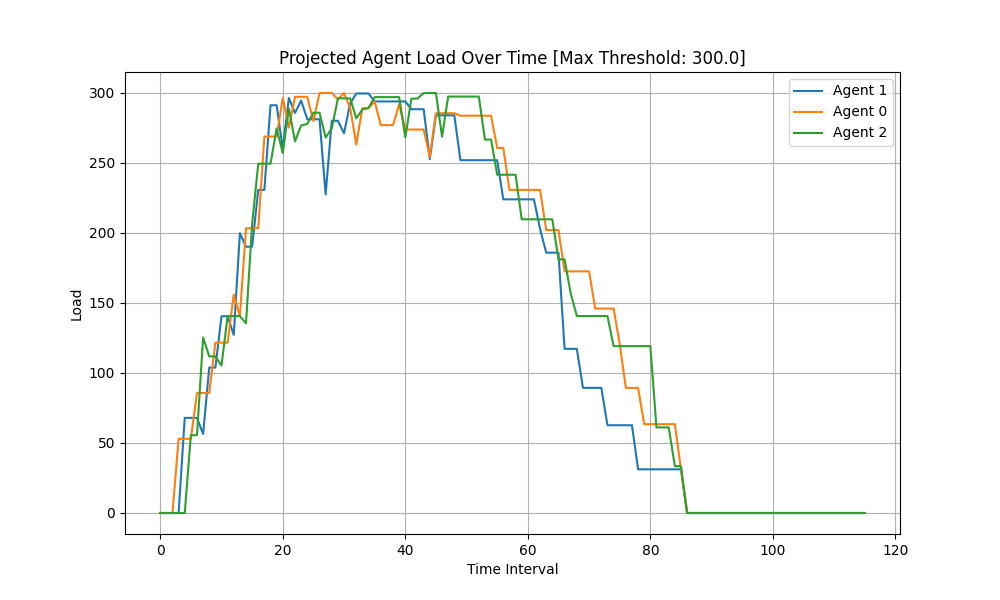 Projected Agent Load Over Time [Max Threshold: 300.0]
Agent 1
Agent 0
Agent 2
300
250
200
150
100
50
0
Load
0 20 40 60 80 100 120
Time Interval